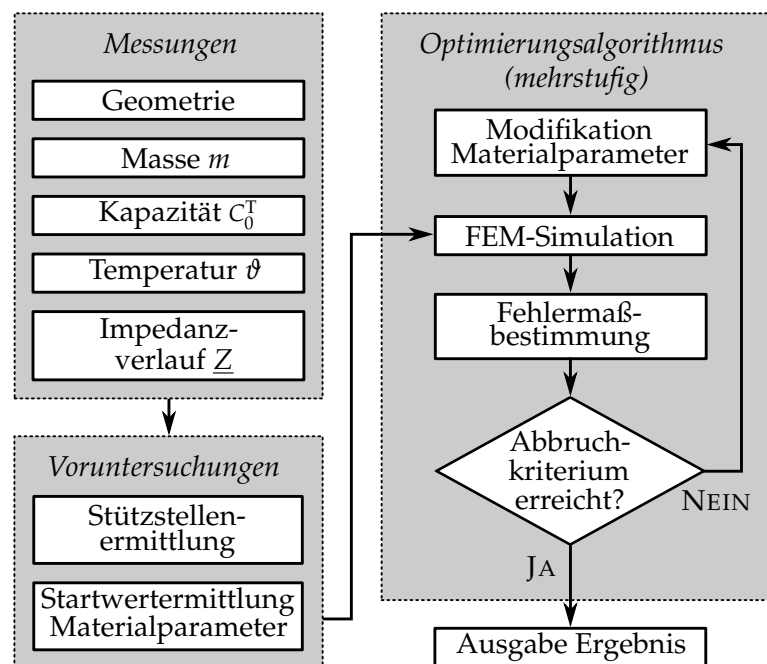 Messungen
Geometrie
Masse m
Kapazität C₀ᵀ
Temperatur ϑ
Impedanz-
verlauf Z
Voruntersuchungen
Stützstellen-
ermittlung
Startwertermittlung
Materialparameter
Optimierungsalgorithmus
(mehrstufig)
Modifikation
Materialparameter
FEM-Simulation
Fehlermaß-
bestimmung
Abbruch-
kriterium
erreicht?
NEIN
JA
Ausgabe Ergebnis